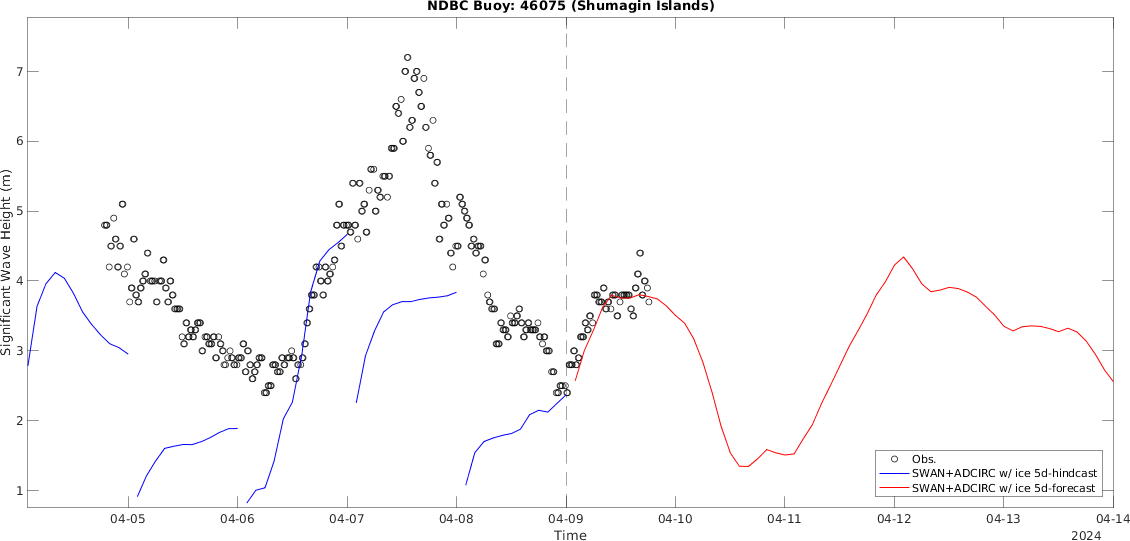 NDBC Buoy: 46075 (Shumagin Islands)
Significant Wave Height (m)
7
6
5
4
3
2
1
Obs.
SWAN+ADCIRC w/ ice 5d-hindcast
SWAN+ADCIRC w/ ice 5d-forecast
04-05 04-06 04-07 04-08 04-09 04-10 04-11 04-12 04-13 04-14
Time
2024